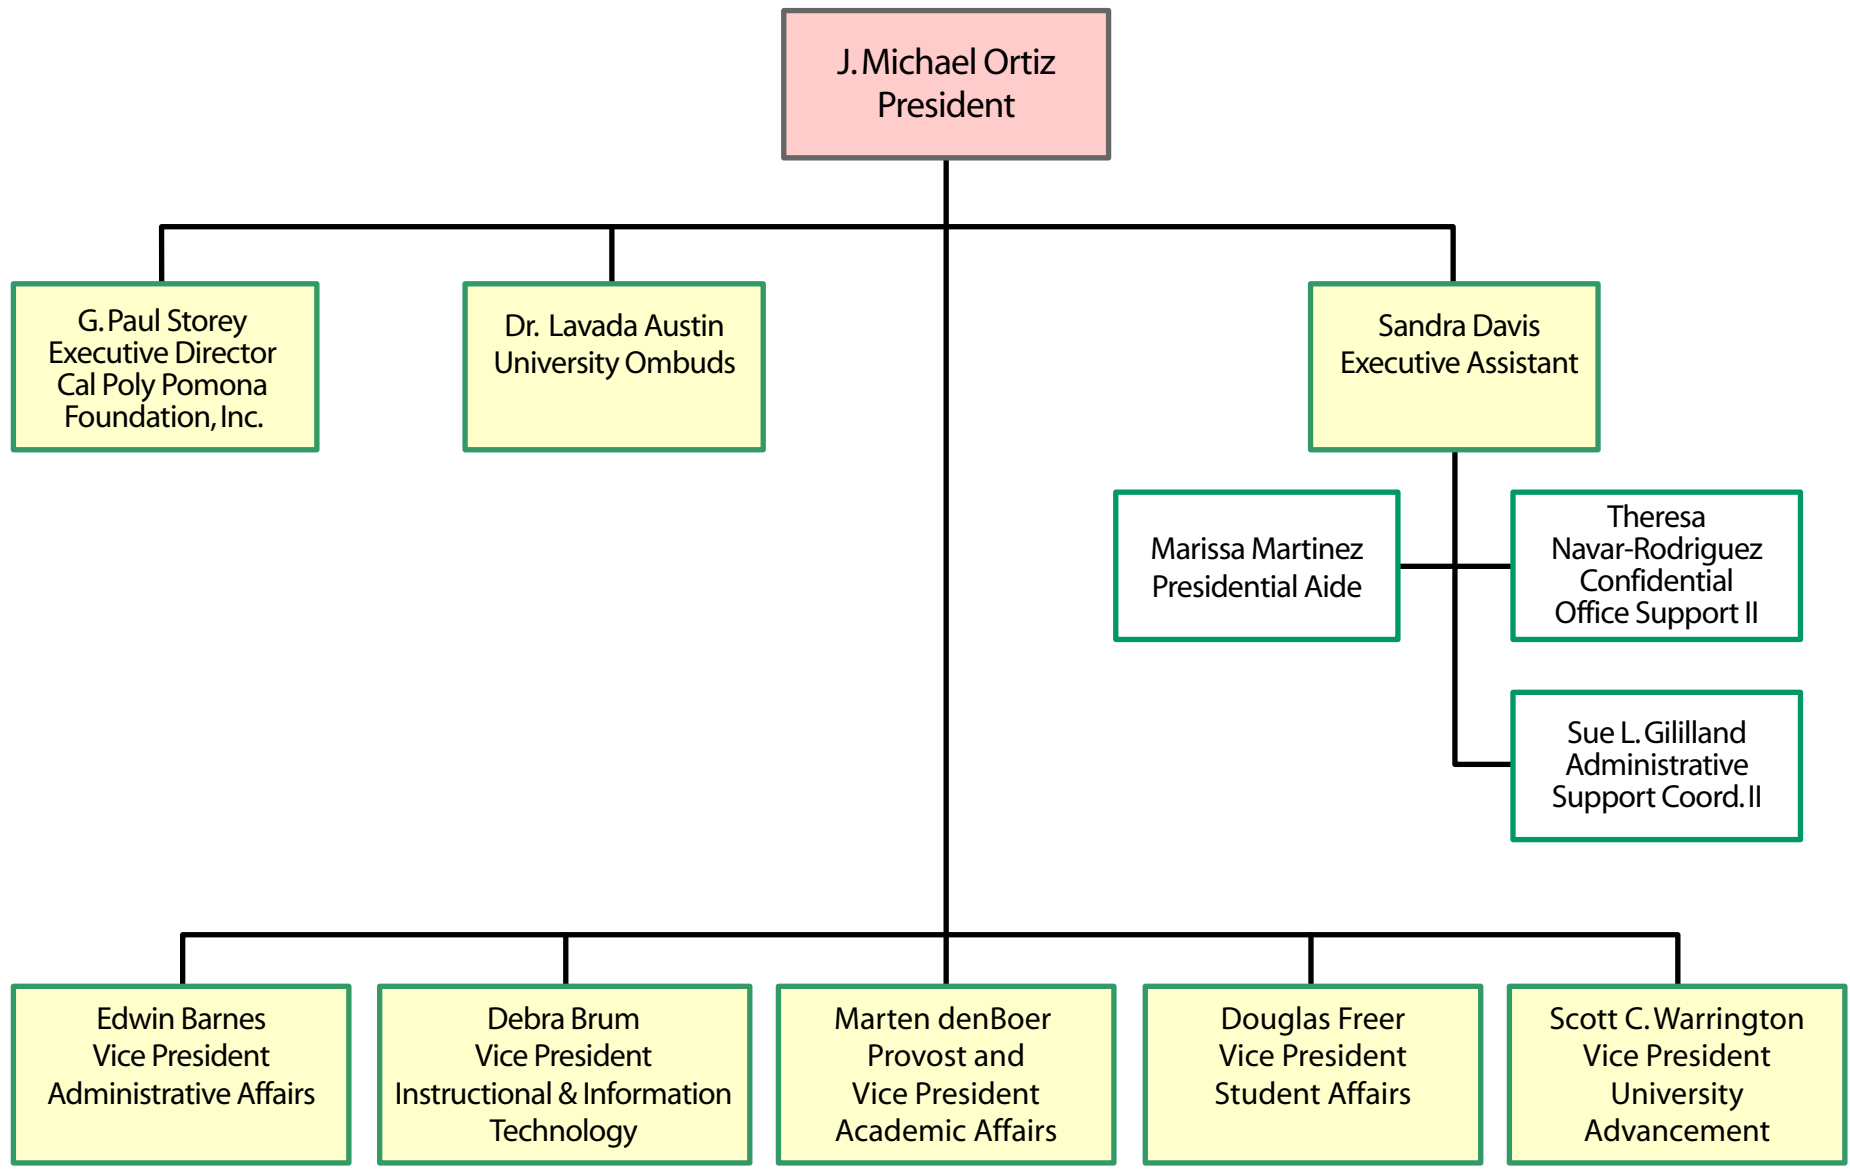 J. Michael Ortiz
President
G. Paul Storey
Executive Director
Cal Poly Pomona
Foundation, Inc.
Dr. Lavada Austin
University Ombuds
Sandra Davis
Executive Assistant
Marissa Martinez
Presidential Aide
Theresa
Navar-Rodriguez
Confidential
Office Support II
Sue L. Gililland
Administrative
Support Coord. II
Edwin Barnes
Vice President
Administrative Affairs
Debra Brum
Vice President
Instructional & Information
Technology
Marten denBoer
Provost and
Vice President
Academic Affairs
Douglas Freer
Vice President
Student Affairs
Scott C. Warrington
Vice President
University
Advancement